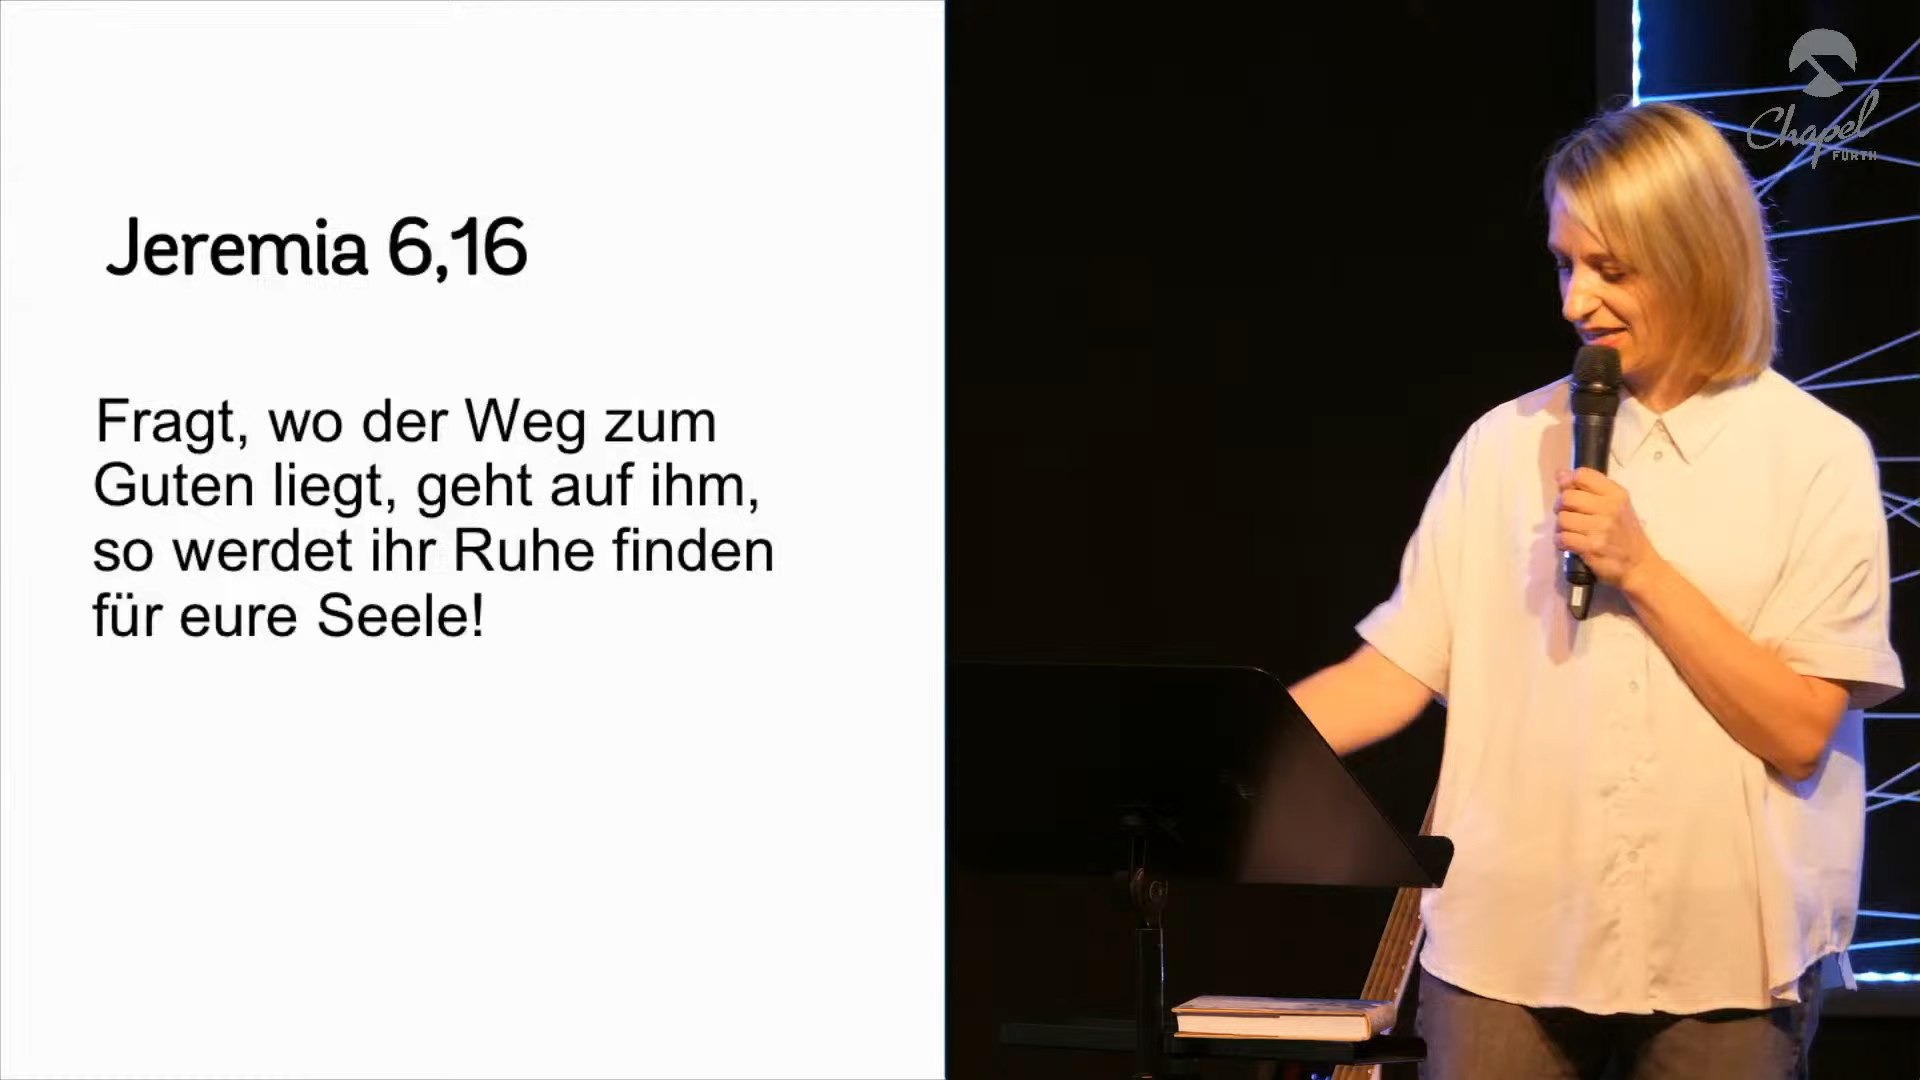 Jeremia 6,16
Fragt, wo der Weg zum
Guten liegt, geht auf ihm,
so werdet ihr Ruhe finden
für eure Seele!
Chapel
FÜRTH